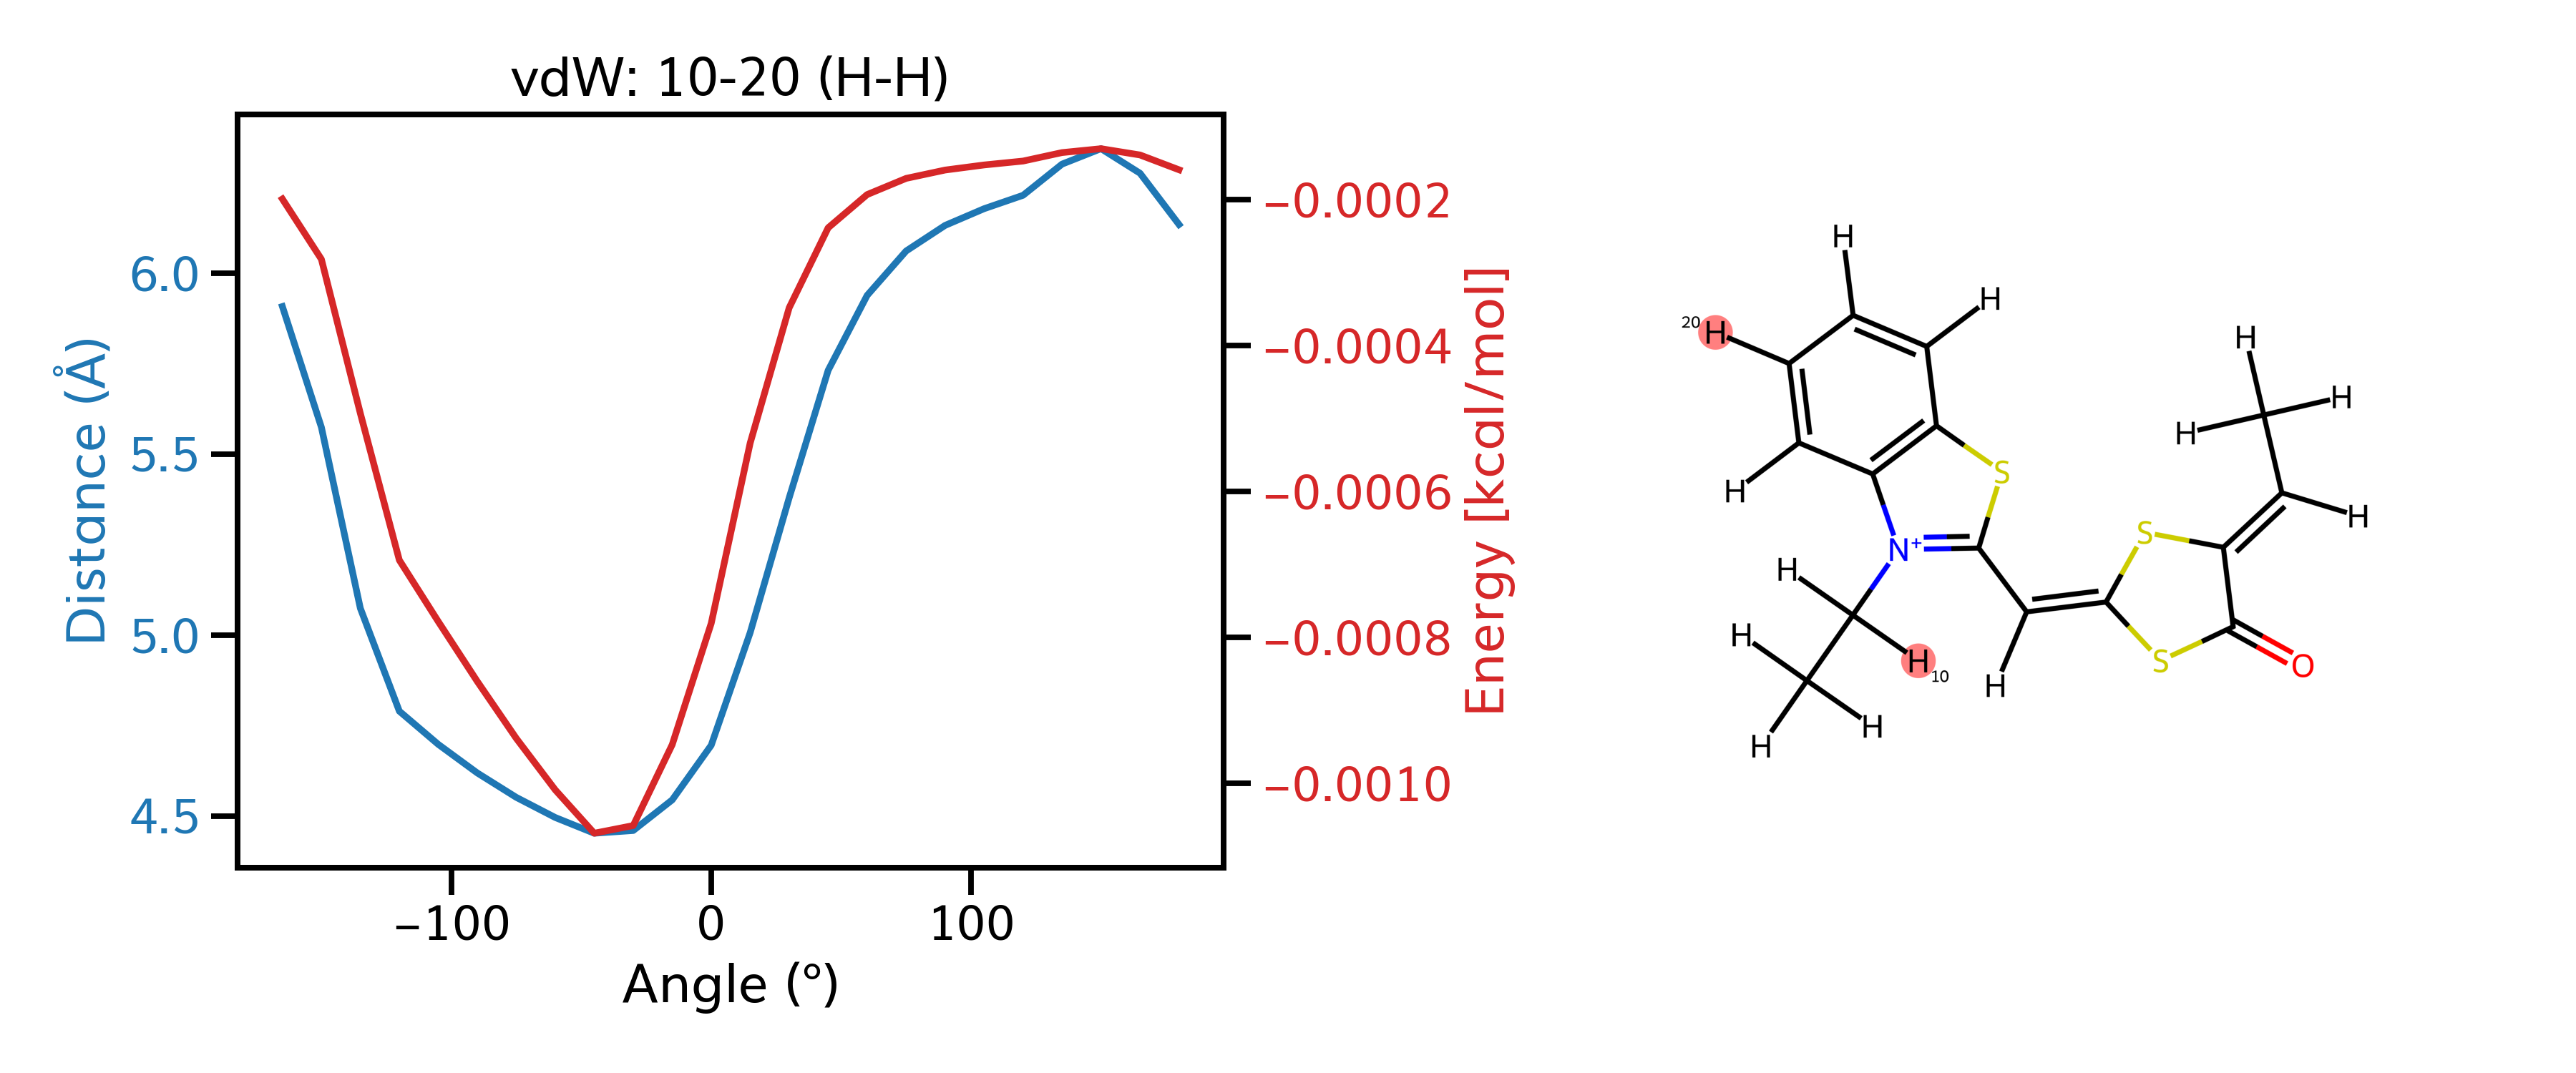 vdW: 10-20 (H-H)
Distance (Å)
6.0
5.5
5.0
4.5
−0.0002
−0.0004
−0.0006
−0.0008
−0.0010
Energy [kcal/mol]
−100 0 100
Angle (°)
H
H
20 H
H
H
H
S
H
H
S
N+
H
H
S
O
H
H 10
H
H
H